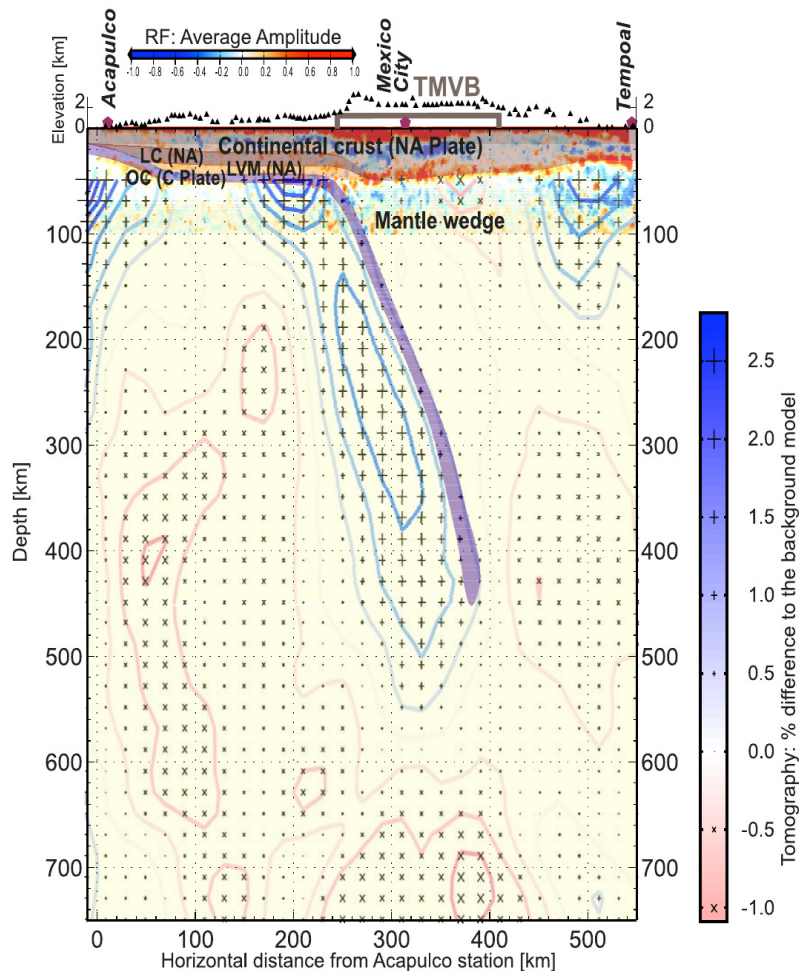 RF: Average Amplitude
-1.0 -0.8 -0.6 -0.4 -0.2 0.0 0.2 0.4 0.6 0.8 1.0
Acapulco
Mexico
City
TMVB
Tempoal
Elevation [km]
2
0
2
0
Continental crust (NA Plate)
LC (NA)
LVM (NA)
OC (C Plate)
Mantle wedge
Depth [km]
100
200
300
400
500
600
700
100
200
300
400
500
600
700
0 100 200 300 400 500
Horizontal distance from Acapulco station [km]
2.5
2.0
1.5
1.0
0.5
0.0
-0.5
-1.0
Tomography: % difference to the background model